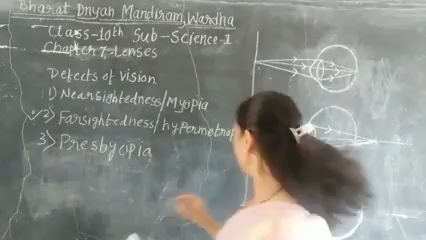 Bharat Dnyan Mandiram, Wardha
Class-10th Sub-Science-I
Chapter 7, Lenses
Defects of Vision
1) Nearsightedness/Myopia
2) Farsightedness/hypermetrop
3) Presbyopia